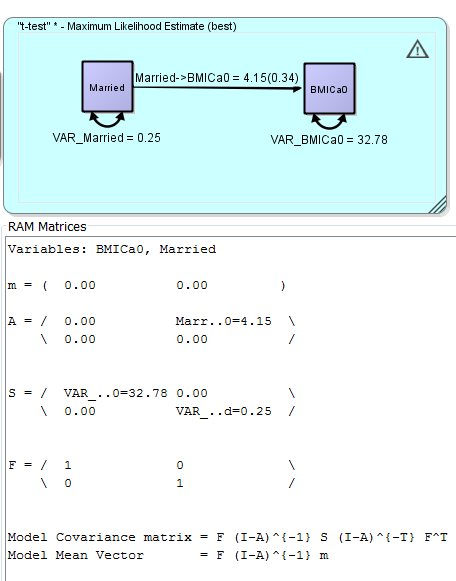 "t-test" * - Maximum Likelihood Estimate (best)
Married->BMICa0 = 4.15(0.34)
Married
BMICa0
VAR_Married = 0.25
VAR_BMICa0 = 32.78
RAM Matrices
Variables: BMICa0, Married
m = ( 0.00 0.00 )
A = / 0.00 Marr..0=4.15 \
\ 0.00 0.00 /
S = / VAR_..0=32.78 0.00 \
\ 0.00 VAR_..d=0.25 /
F = / 1 0 \
\ 0 1 /
Model Covariance matrix = F (I-A)^{-1} S (I-A)^{-T} F^T
Model Mean Vector = F (I-A)^{-1} m